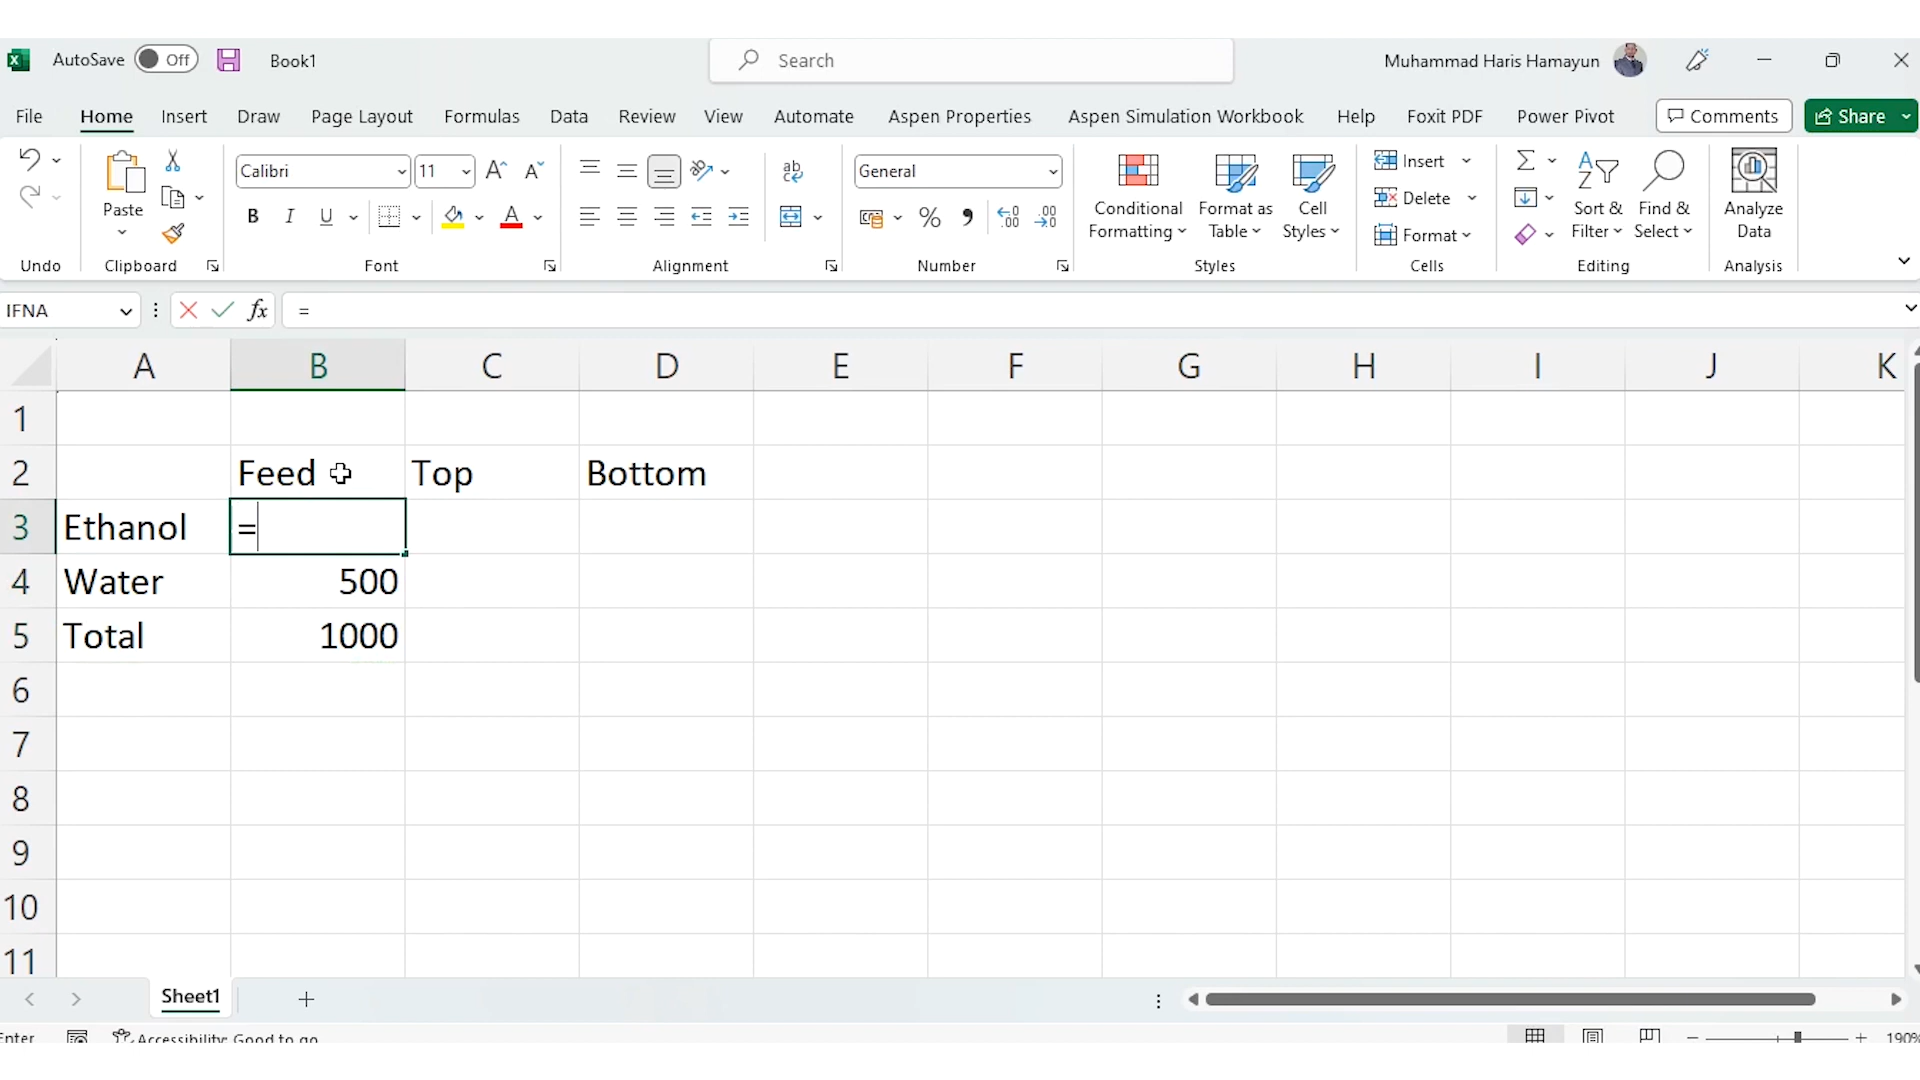 AutoSave Off Book1 Search Muhammad Haris Hamayun
File Home Insert Draw Page Layout Formulas Data Review View Automate Aspen Properties Aspen Simulation Workbook Help Foxit PDF Power Pivot Comments Share
Calibri 11 General Insert
Paste Conditional Format as Cell Delete Sort & Find & Analyze
Formatting Table Styles Format Filter Select Data
Undo Clipboard Font Alignment Number Styles Cells Editing Analysis
IFNA fx =
A B C D E F G H I J K
1
2 Feed Top Bottom
3 Ethanol =
4 Water 500
5 Total 1000
6
7
8
9
10
11
Sheet1
Accessibility: Good to go